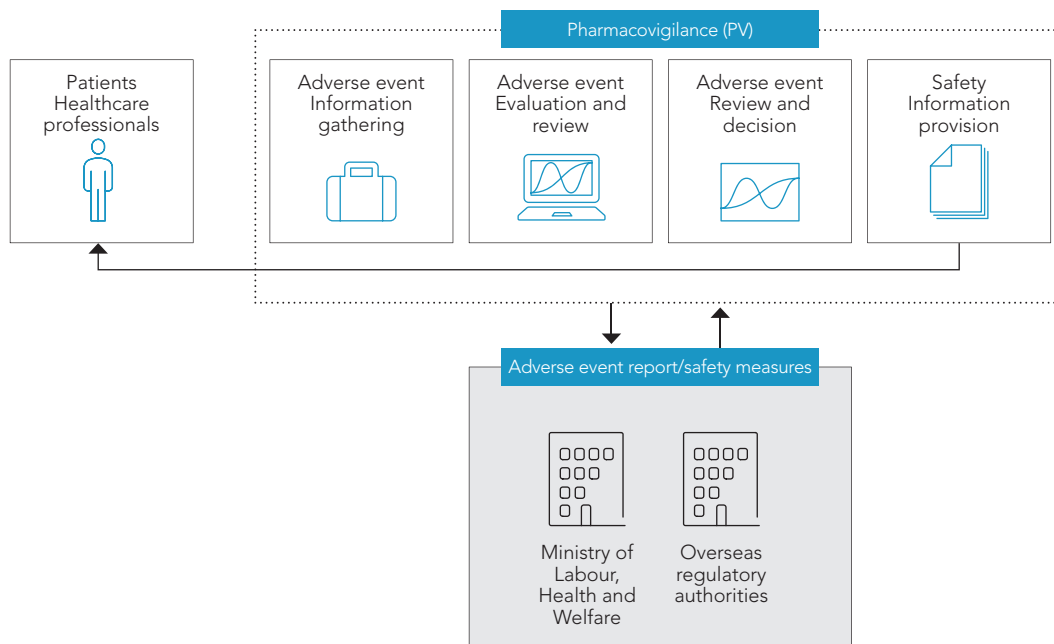 Pharmacovigilance (PV)
Patients
Healthcare
professionals
Adverse event
Information
gathering
Adverse event
Evaluation and
review
Adverse event
Review and
decision
Safety
Information
provision
Adverse event report/safety measures
Ministry of
Labour,
Health and
Welfare
Overseas
regulatory
authorities